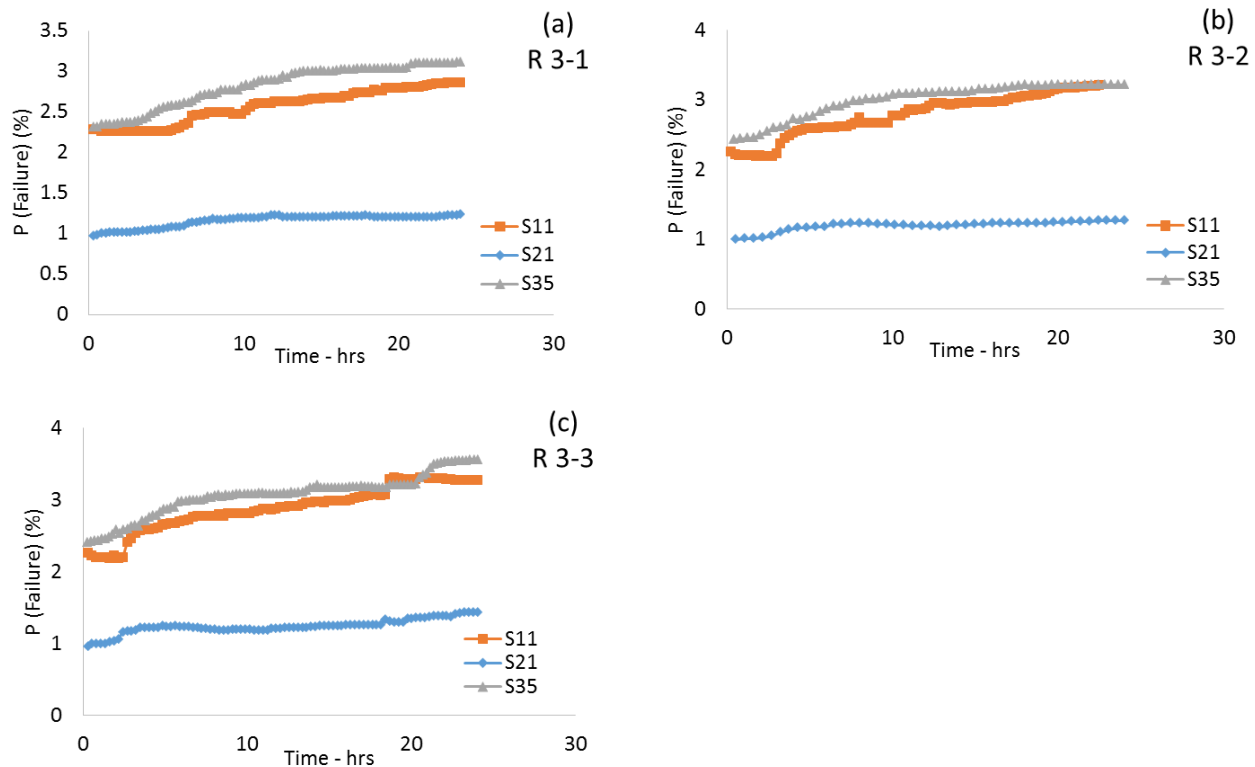 (a)
R 3-1
P (Failure) (%)
3.5
3
2.5
2
1.5
1
0.5
0
0
10
20
30
Time - hrs
S11
S21
S35
(b)
R 3-2
P (Failure) (%)
4
3
2
1
0
0
10
20
30
Time - hrs
S11
S21
S35
(c)
R 3-3
P (Failure) (%)
4
3
2
1
0
0
10
20
30
Time - hrs
S11
S21
S35